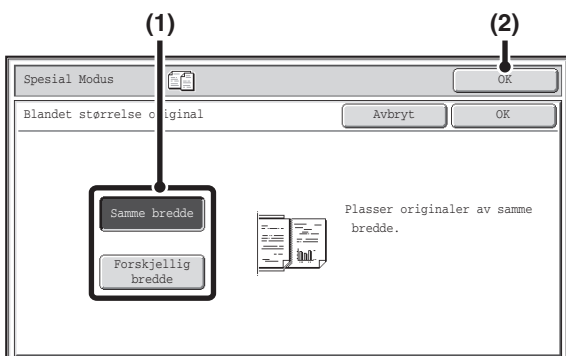 (1) (2)
Spesial Modus OK
Blandet størrelse original Avbryt OK
Samme bredde
Plasser originaler av samme
bredde.
Forskjellig
bredde